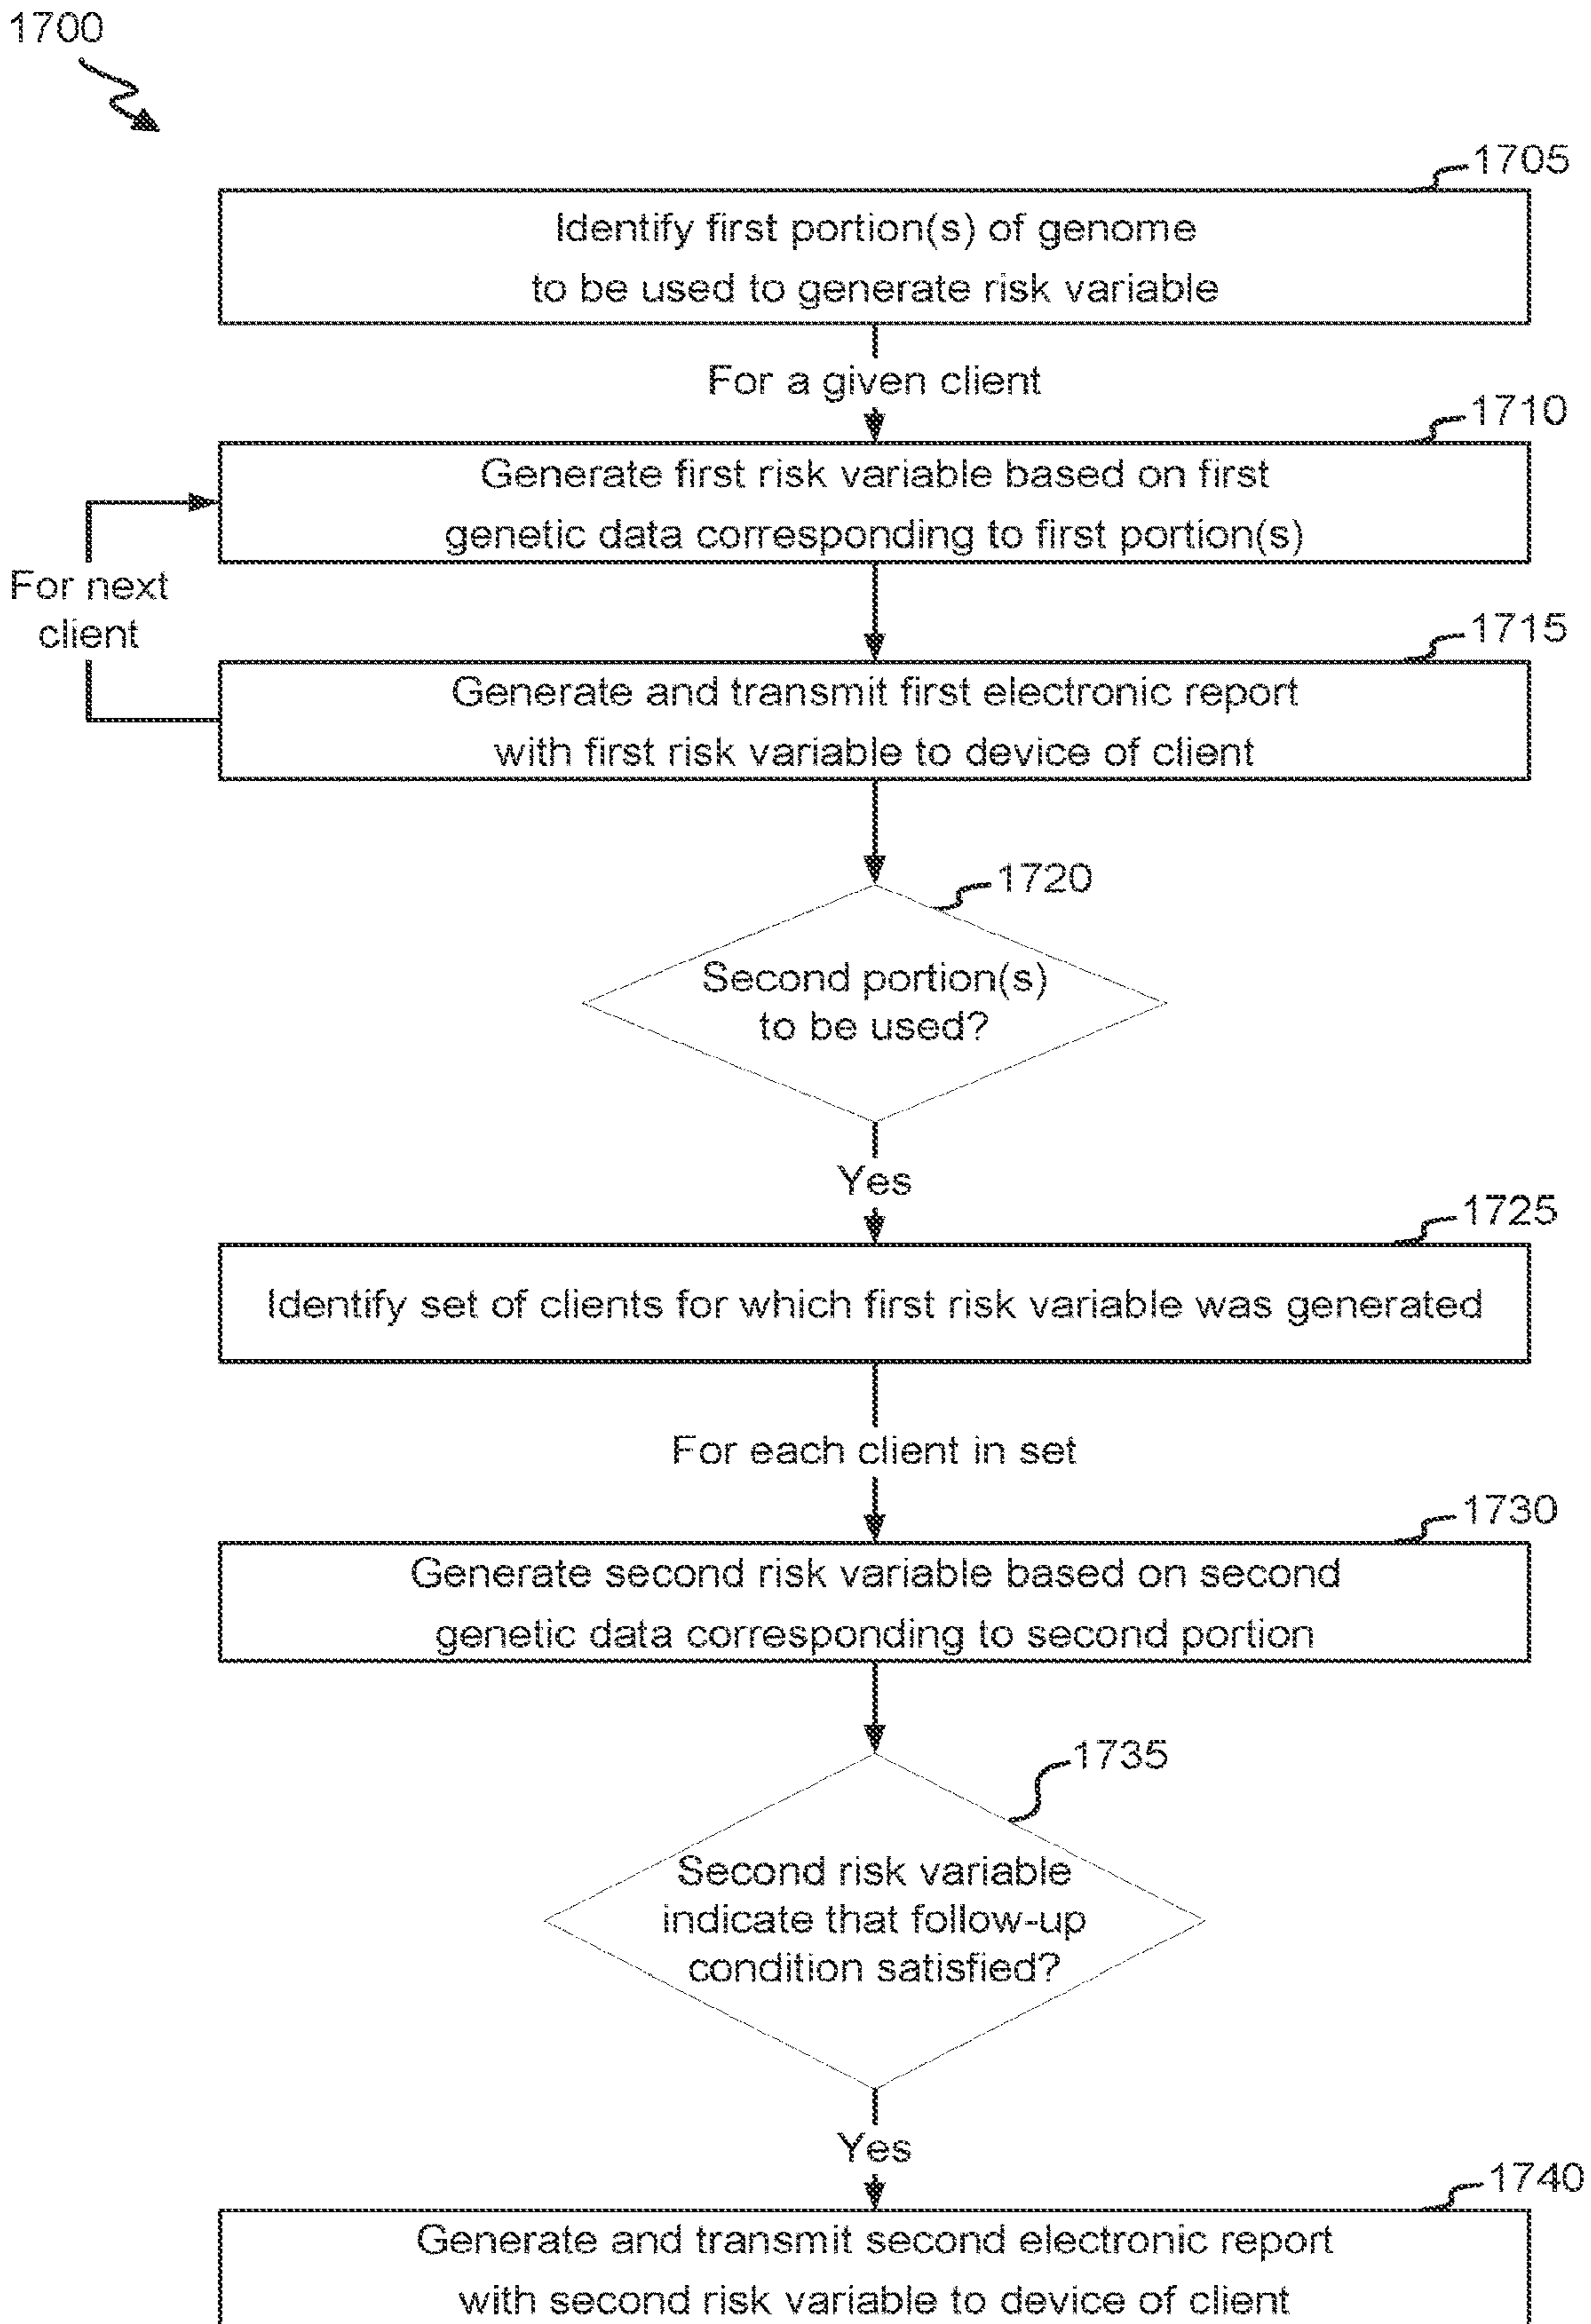 1700
1705
Identify first portion(s) of genome
to be used to generate risk variable
For a given client
1710
Generate first risk variable based on first
genetic data corresponding to first portion(s)
For next
client
1715
Generate and transmit first electronic report
with first risk variable to device of client
1720
Second portion(s)
to be used?
Yes
1725
Identify set of clients for which first risk variable was generated
For each client in set
1730
Generate second risk variable based on second
genetic data corresponding to second portion
1735
Second risk variable
indicate that follow-up
condition satisfied?
Yes
1740
Generate and transmit second electronic report
with second risk variable to device of client